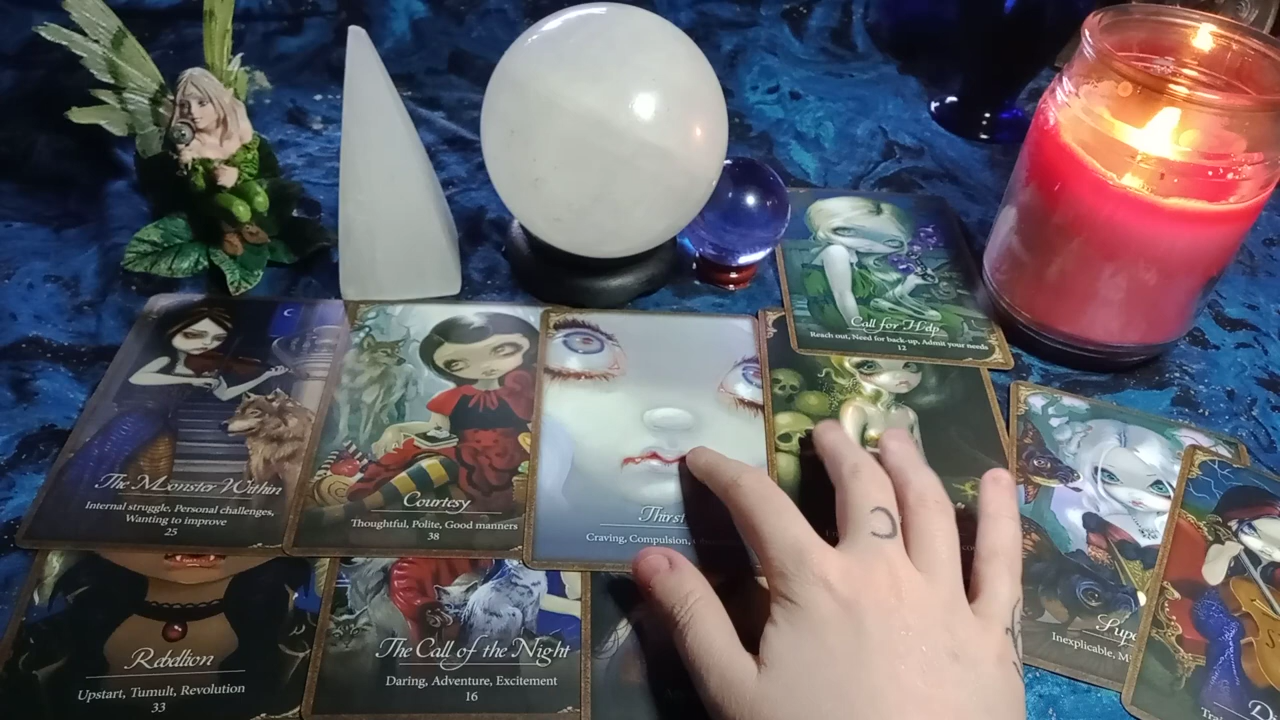 Call for Help
Reach out, Need for back-up, Admit your needs
12
The Monster Within
Internal struggle, Personal challenges,
Wanting to improve
25
Courtesy
Thoughtful, Polite, Good manners
38
Thirst
Craving, Compulsion,
Inexplicable,
Rebellion
Upstart, Tumult, Revolution
33
The Call of the Night
Daring, Adventure, Excitement
16